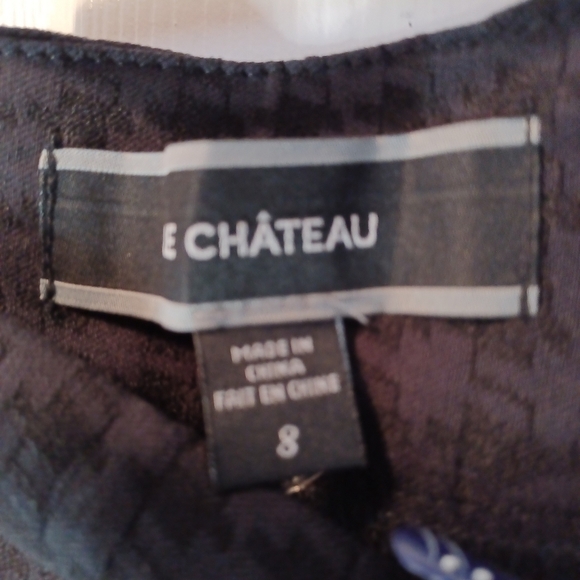 E CHÂTEAU
MADE IN
CHINA
FAIT EN CHINE
8